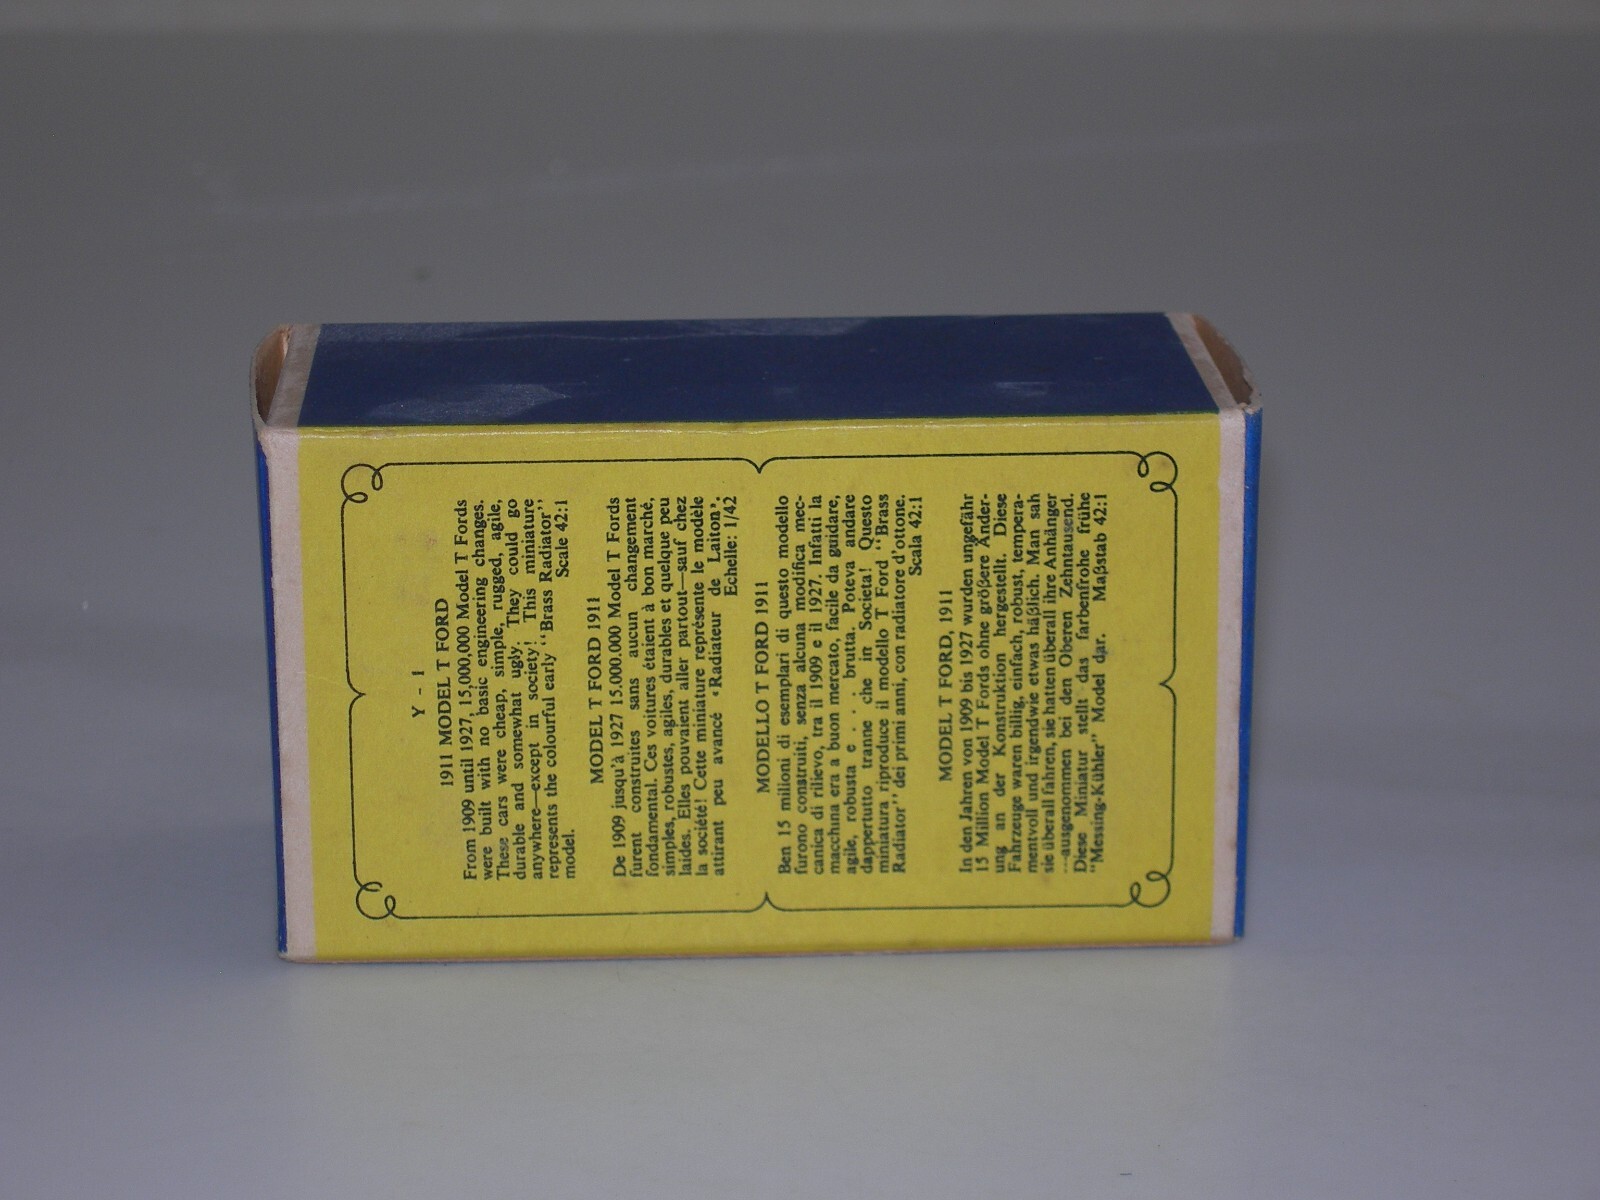 Y - 1
1911 MODEL T FORD
From 1909 until 1927, 15,000,000 Model T Fords
were built with no basic engineering changes.
These cars were cheap, simple, rugged, agile,
durable and somewhat ugly. They could go
anywhere—except in society! This miniature
represents the colourful early "Brass Radiator"
model. Scale 42:1
MODEL T FORD 1911
De 1909 jusqu'à 1927 15.000.000 Model T Fords
furent construites sans aucun changement
fondamental. Ces voitures étaient à bon marché,
simples, robustes, agiles, durables et quelque peu
laides. Elles pouvaient aller partout—sauf chez
la société! Cette miniature représente le modèle
attirant peu avancé 'Radiateur de Laiton'.
Echelle: 1/42
MODELLO T FORD 1911
Ben 15 milioni di esemplari di questo modello
furono construiti, senza alcuna modifica mec-
canica di rilievo, tra il 1909 e il 1927. Infatti la
macchina era a buon mercato, facile da guidare,
agile, robusta e . . . brutta. Poteva andare
dappertutto tranne che in Societa! Questo
miniatura riproduce il modello T Ford "Brass
Radiator" dei primi anni, con radiatore d'ottone.
Scala 42:1
MODEL T FORD, 1911
In den Jahren von 1909 bis 1927 wurden ungefähr
15 Million Model T Fords ohne größere Änder-
ung an der Konstruktion hergestellt. Diese
Fahrzeuge waren billig, einfach, robust, tempera-
mentvoll und irgendwie etwas häßlich. Man sah
sie überall fahren, sie hatten überall ihre Anhänger
—ausgenommen bei den Oberen Zehntausend.
Diese Miniatur stellt das farbenfrohe frühe
"Messing-Kühler" Model dar. Maßstab 42:1